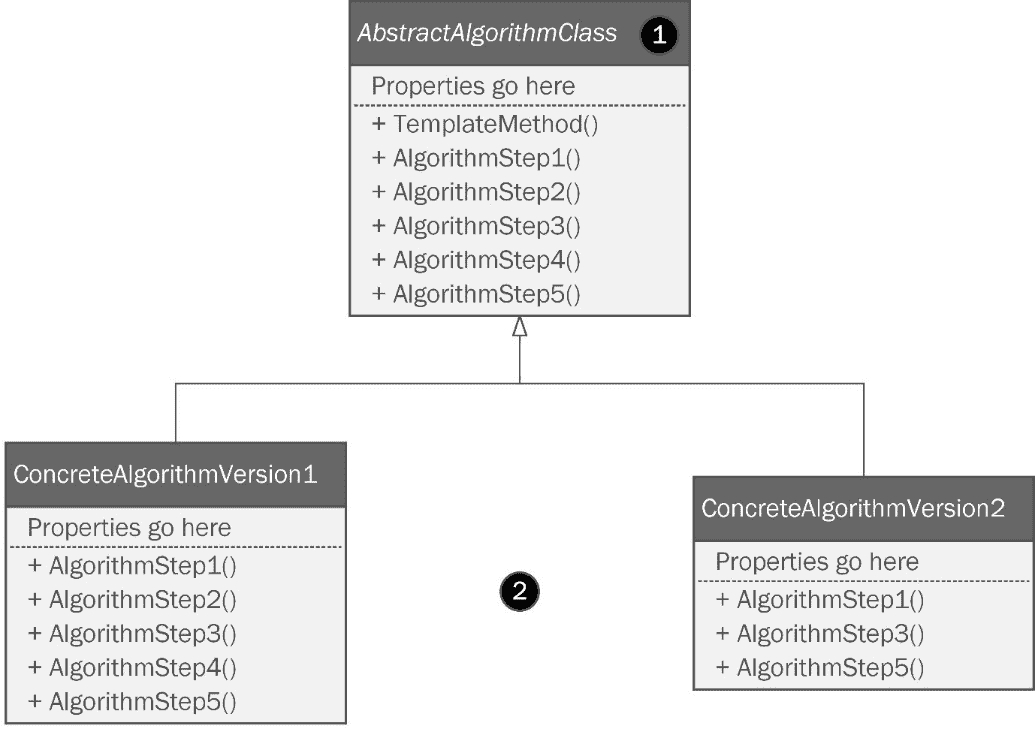 AbstractAlgorithmClass 1
Properties go here
+ TemplateMethod()
+ AlgorithmStep1()
+ AlgorithmStep2()
+ AlgorithmStep3()
+ AlgorithmStep4()
+ AlgorithmStep5()
ConcreteAlgorithmVersion1
Properties go here
+ AlgorithmStep1()
+ AlgorithmStep2()
+ AlgorithmStep3()
+ AlgorithmStep4()
+ AlgorithmStep5()
2
ConcreteAlgorithmVersion2
Properties go here
+ AlgorithmStep1()
+ AlgorithmStep3()
+ AlgorithmStep5()